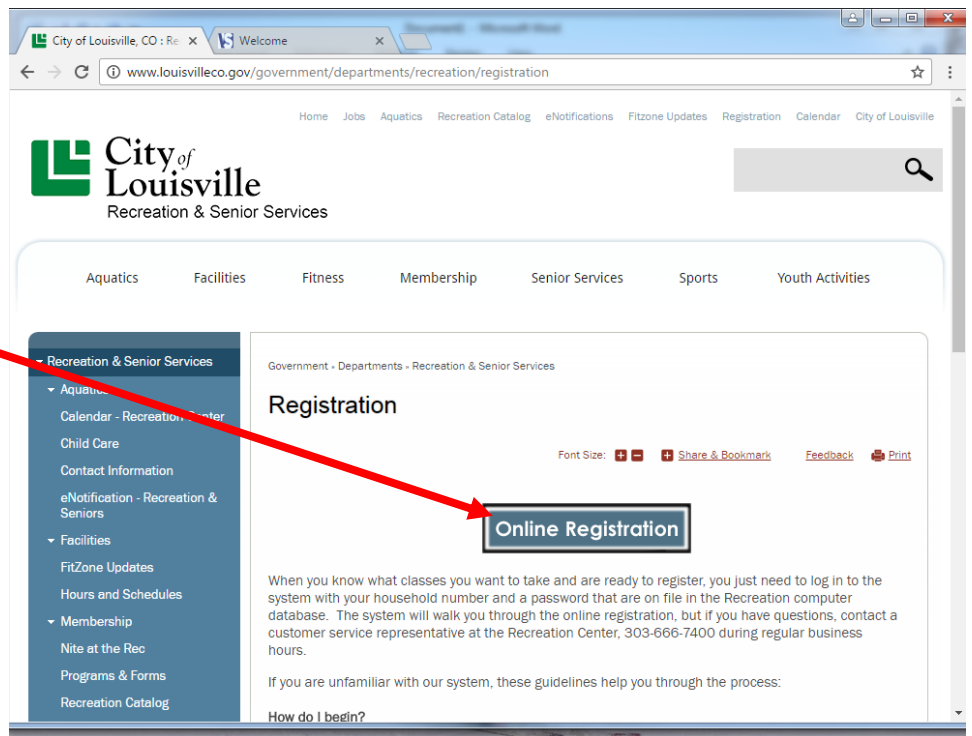 City of Louisville, CO : Re
Welcome
www.louisvilleco.gov/government/departments/recreation/registration
Home Jobs Aquatics Recreation Catalog eNotifications Fitzone Updates Registration Calendar City of Louisville
City of
Louisville
Recreation & Senior Services
Aquatics Facilities Fitness Membership Senior Services Sports Youth Activities
Recreation & Senior Services
Aquatics
Calendar - Recreation Center
Child Care
Contact Information
eNotification - Recreation &
Seniors
Facilities
FitZone Updates
Hours and Schedules
Membership
Nite at the Rec
Programs & Forms
Recreation Catalog
Government » Departments » Recreation & Senior Services
Registration
Font Size: + - + Share & Bookmark Feedback Print
Online Registration
When you know what classes you want to take and are ready to register, you just need to log in to the
system with your household number and a password that are on file in the Recreation computer
database. The system will walk you through the online registration, but if you have questions, contact a
customer service representative at the Recreation Center, 303-666-7400 during regular business
hours.
If you are unfamiliar with our system, these guidelines help you through the process:
How do I begin?